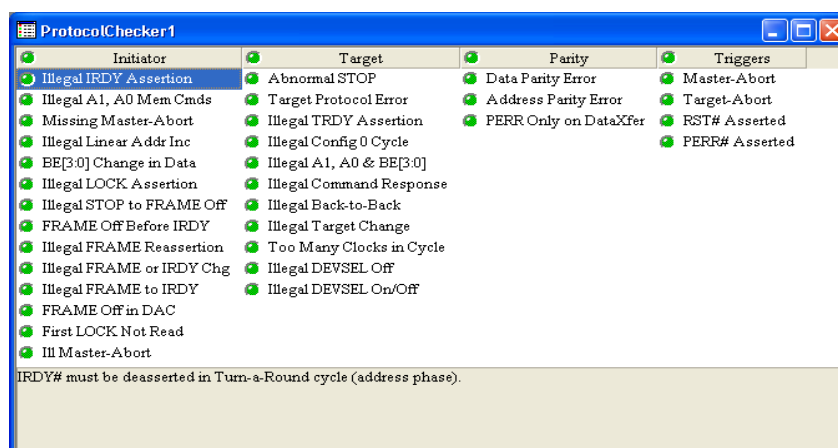 ProtocolChecker1
Initiator Target Parity Triggers
Illegal IRDY Assertion Abnormal STOP Data Parity Error Master-Abort
Illegal A1, A0 Mem Cmds Target Protocol Error Address Parity Error Target-Abort
Missing Master-Abort Illegal TRDY Assertion PERR Only on DataXfer RST# Asserted
Illegal Linear Addr Inc Illegal Config 0 Cycle PERR# Asserted
BE[3:0] Change in Data Illegal A1, A0 & BE[3:0]
Illegal LOCK Assertion Illegal Command Response
Illegal STOP to FRAME Off Illegal Back-to-Back
FRAME Off Before IRDY Illegal Target Change
Illegal FRAME Reassertion Too Many Clocks in Cycle
Illegal FRAME or IRDY Chg Illegal DEVSEL Off
Illegal FRAME to IRDY Illegal DEVSEL On/Off
FRAME Off in DAC
First LOCK Not Read
Ill Master-Abort
IRDY# must be deasserted in Turn-a-Round cycle (address phase).